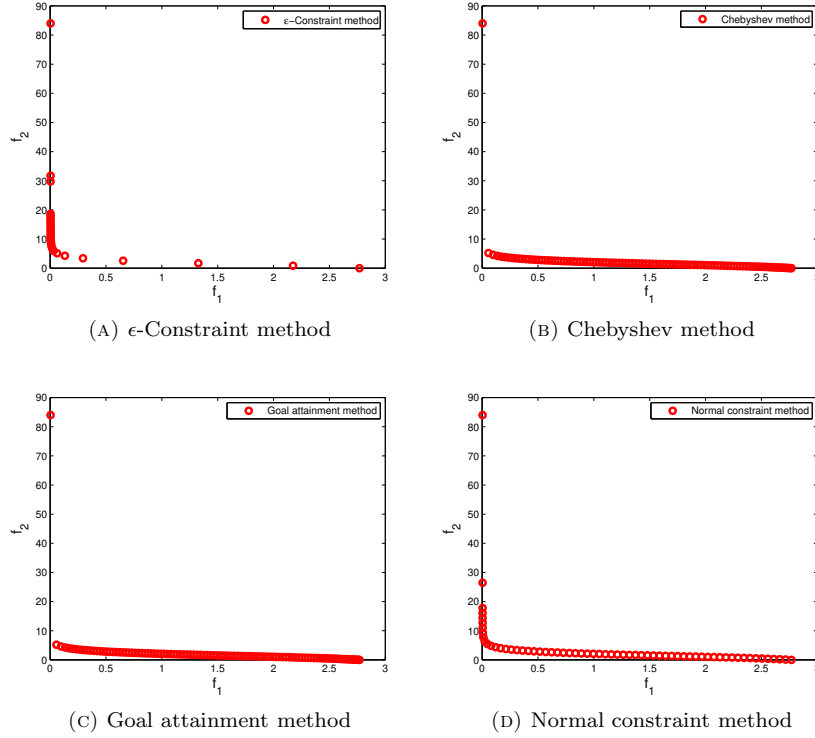 90
80
70
60
50
40
30
20
10
0
f2
0 0.5 1 1.5 2 2.5 3
f1
ε-Constraint method
(A) ϵ-Constraint method
90
80
70
60
50
40
30
20
10
0
f2
0 0.5 1 1.5 2 2.5 3
f1
Chebyshev method
(B) Chebyshev method
90
80
70
60
50
40
30
20
10
0
f2
0 0.5 1 1.5 2 2.5 3
f1
Goal attainment method
(C) Goal attainment method
90
80
70
60
50
40
30
20
10
0
f2
0 0.5 1 1.5 2 2.5 3
f1
Normal constraint method
(D) Normal constraint method